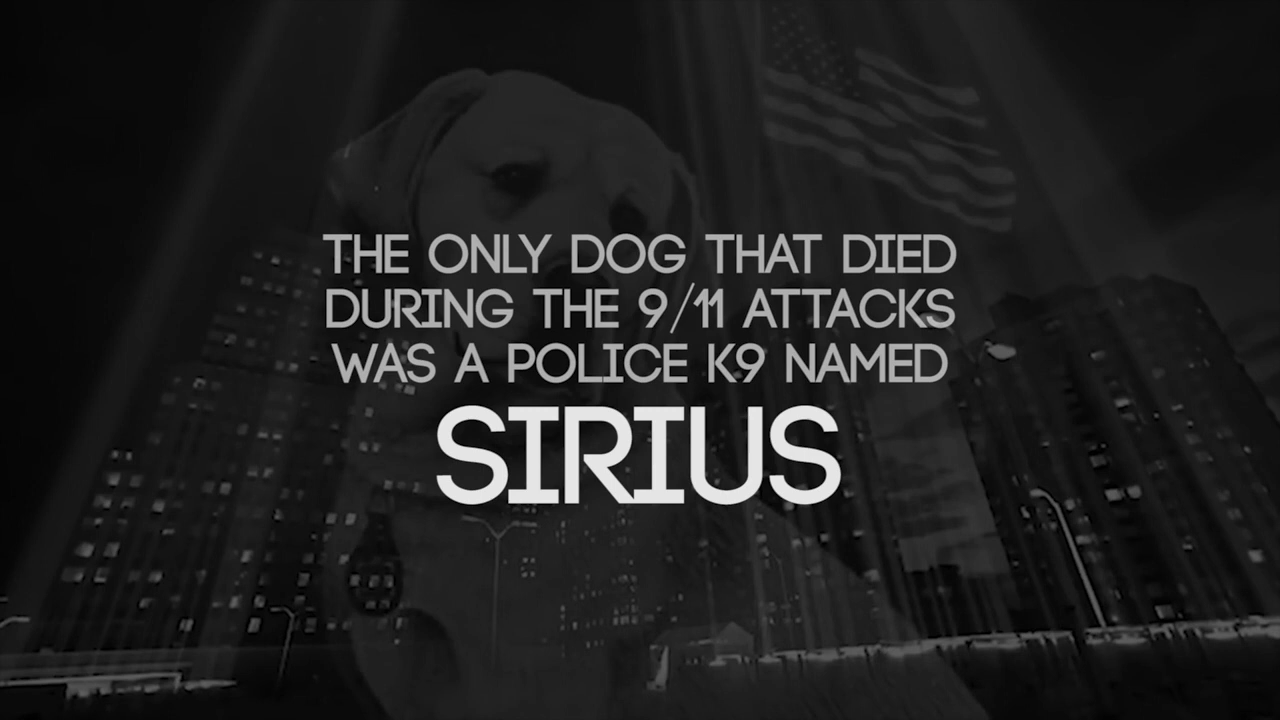 THE ONLY DOG THAT DIED
DURING THE 9/11 ATTACKS
WAS A POLICE K9 NAMED
SIRIUS